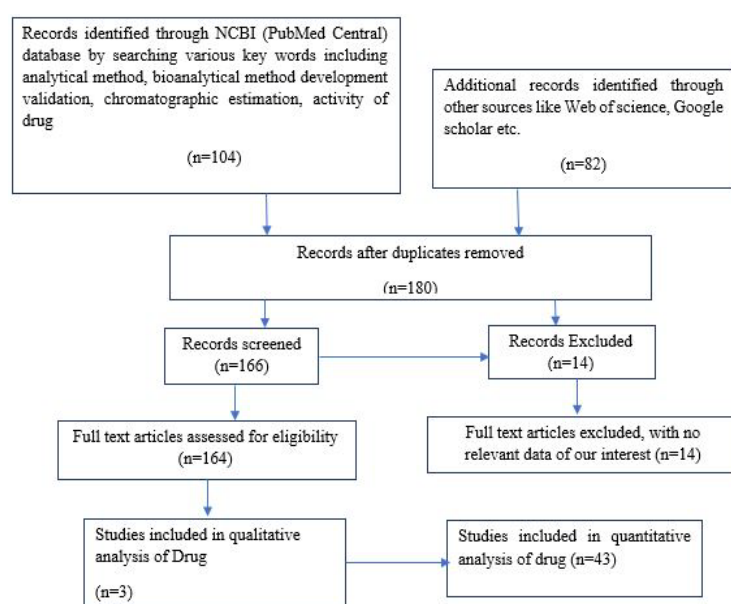 Records identified through NCBI (PubMed Central)
database by searching various key words including
analytical method, bioanalytical method development
validation, chromatographic estimation, activity of
drug
(n=104)
Additional records identified through
other sources like Web of science, Google
scholar etc.
(n=82)
Records after duplicates removed
(n=180)
Records screened
(n=166)
Records Excluded
(n=14)
Full text articles assessed for eligibility
(n=164)
Full text articles excluded, with no
relevant data of our interest (n=14)
Studies included in qualitative
analysis of Drug
(n=3)
Studies included in quantitative
analysis of drug (n=43)